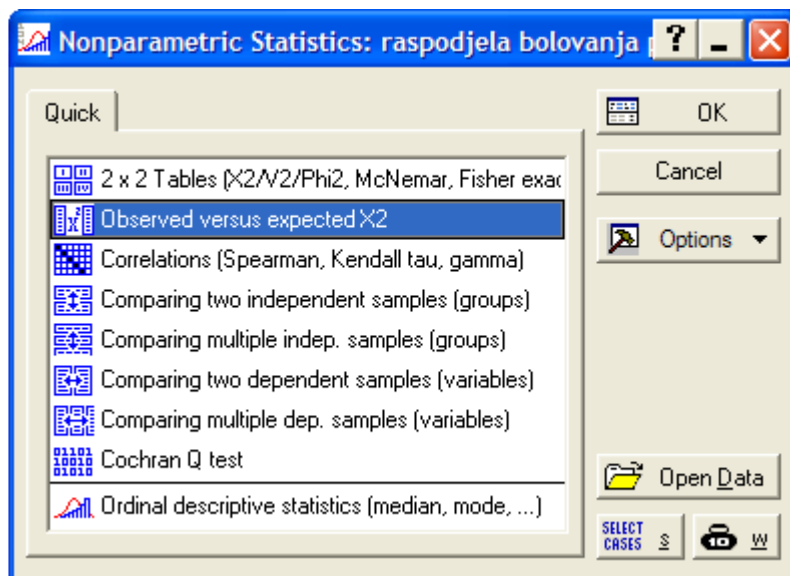 Nonparametric Statistics: raspodjela bolovanja
Quick
2 x 2 Tables (X2/V2/Phi2, McNemar, Fisher exac
Observed versus expected X2
Correlations (Spearman, Kendall tau, gamma)
Comparing two independent samples (groups)
Comparing multiple indep. samples (groups)
Comparing two dependent samples (variables)
Comparing multiple dep. samples (variables)
Cochran Q test
Ordinal descriptive statistics (median, mode, ...)
OK
Cancel
Options
Open Data
SELECT
CASES
S
W